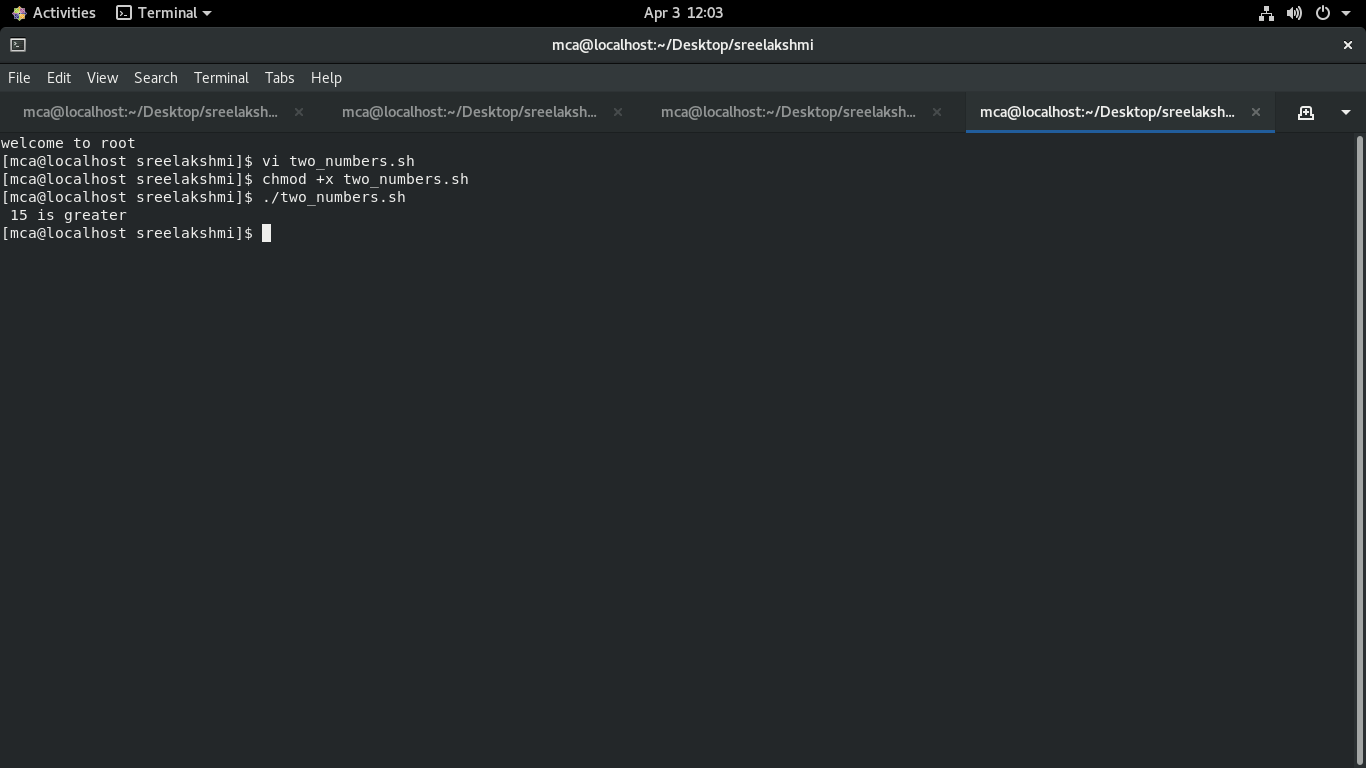 Activities Terminal Apr 3 12:03
mca@localhost:~/Desktop/sreelakshmi
File Edit View Search Terminal Tabs Help
mca@localhost:~/Desktop/sreelaksh... mca@localhost:~/Desktop/sreelaksh... mca@localhost:~/Desktop/sreelaksh... mca@localhost:~/Desktop/sreelaksh...
welcome to root
[mca@localhost sreelakshmi]$ vi two_numbers.sh
[mca@localhost sreelakshmi]$ chmod +x two_numbers.sh
[mca@localhost sreelakshmi]$ ./two_numbers.sh
 15 is greater
[mca@localhost sreelakshmi]$